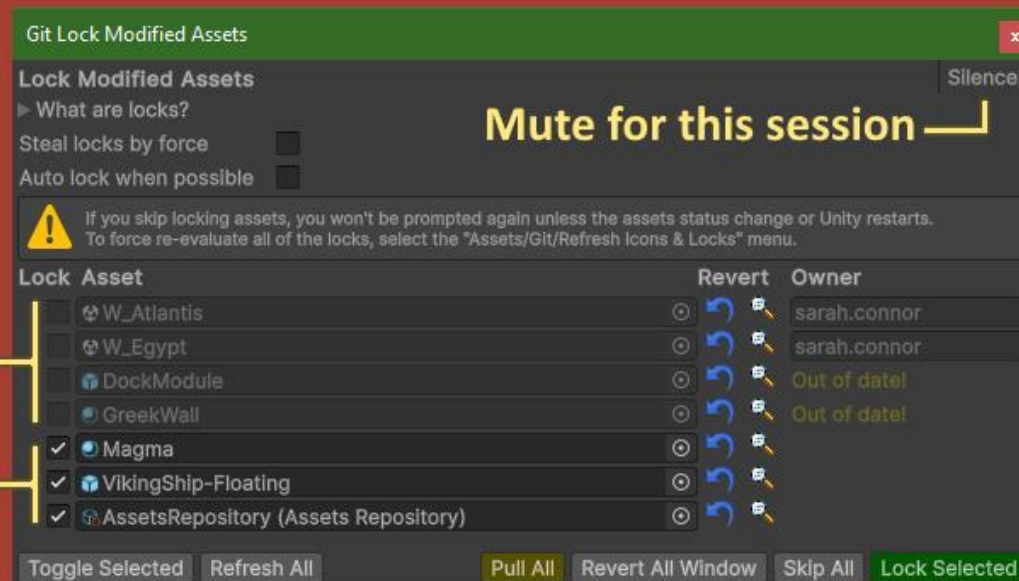 Git Lock Modified Assets x
Lock Modified Assets Silence
What are locks?
Mute for this session
Steal locks by force
Auto lock when possible
If you skip locking assets, you won't be prompted again unless the assets status change or Unity restarts.
To force re-evaluate all of the locks, select the "Assets/Git/Refresh Icons & Locks" menu.
Lock Asset Revert Owner
W_Atlantis sarah.connor
W_Egypt sarah.connor
DockModule Out of date!
GreekWall Out of date!
Magma
VikingShip-Floating
AssetsRepository (Assets Repository)
Toggle Selected Refresh All Pull All Revert All Window Skip All Lock Selected